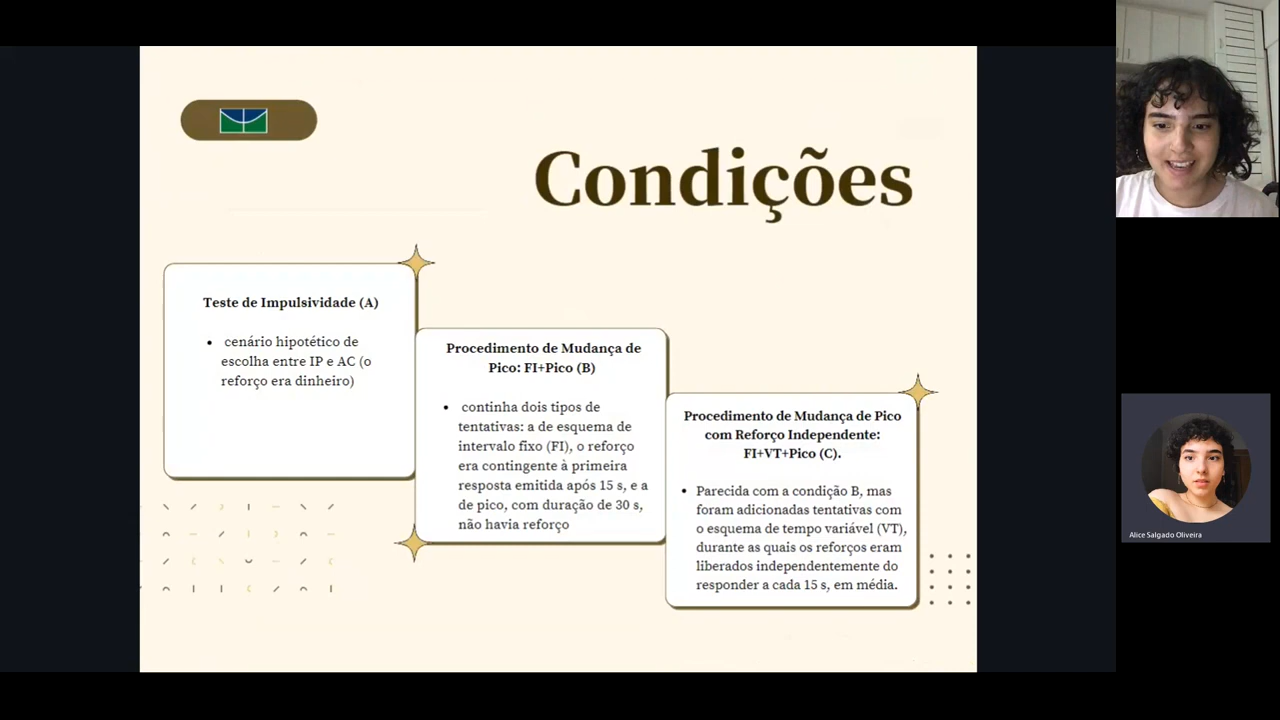 Condições
Teste de Impulsividade (A)
• cenário hipotético de
escolha entre IP e AC (o
reforço era dinheiro)
Procedimento de Mudança de
Pico: FI+Pico (B)
• continha dois tipos de
tentativas: a de esquema de
intervalo fixo (FI), o reforço
era contingente à primeira
resposta emitida após 15 s, e a
de pico, com duração de 30 s,
não havia reforço
Procedimento de Mudança de Pico
com Reforço Independente:
FI+VT+Pico (C).
• Parecida com a condição B, mas
foram adicionadas tentativas com
o esquema de tempo variável (VT),
durante as quais os reforços eram
liberados independentemente do
responder a cada 15 s, em média.
Alice Salgado Oliveira